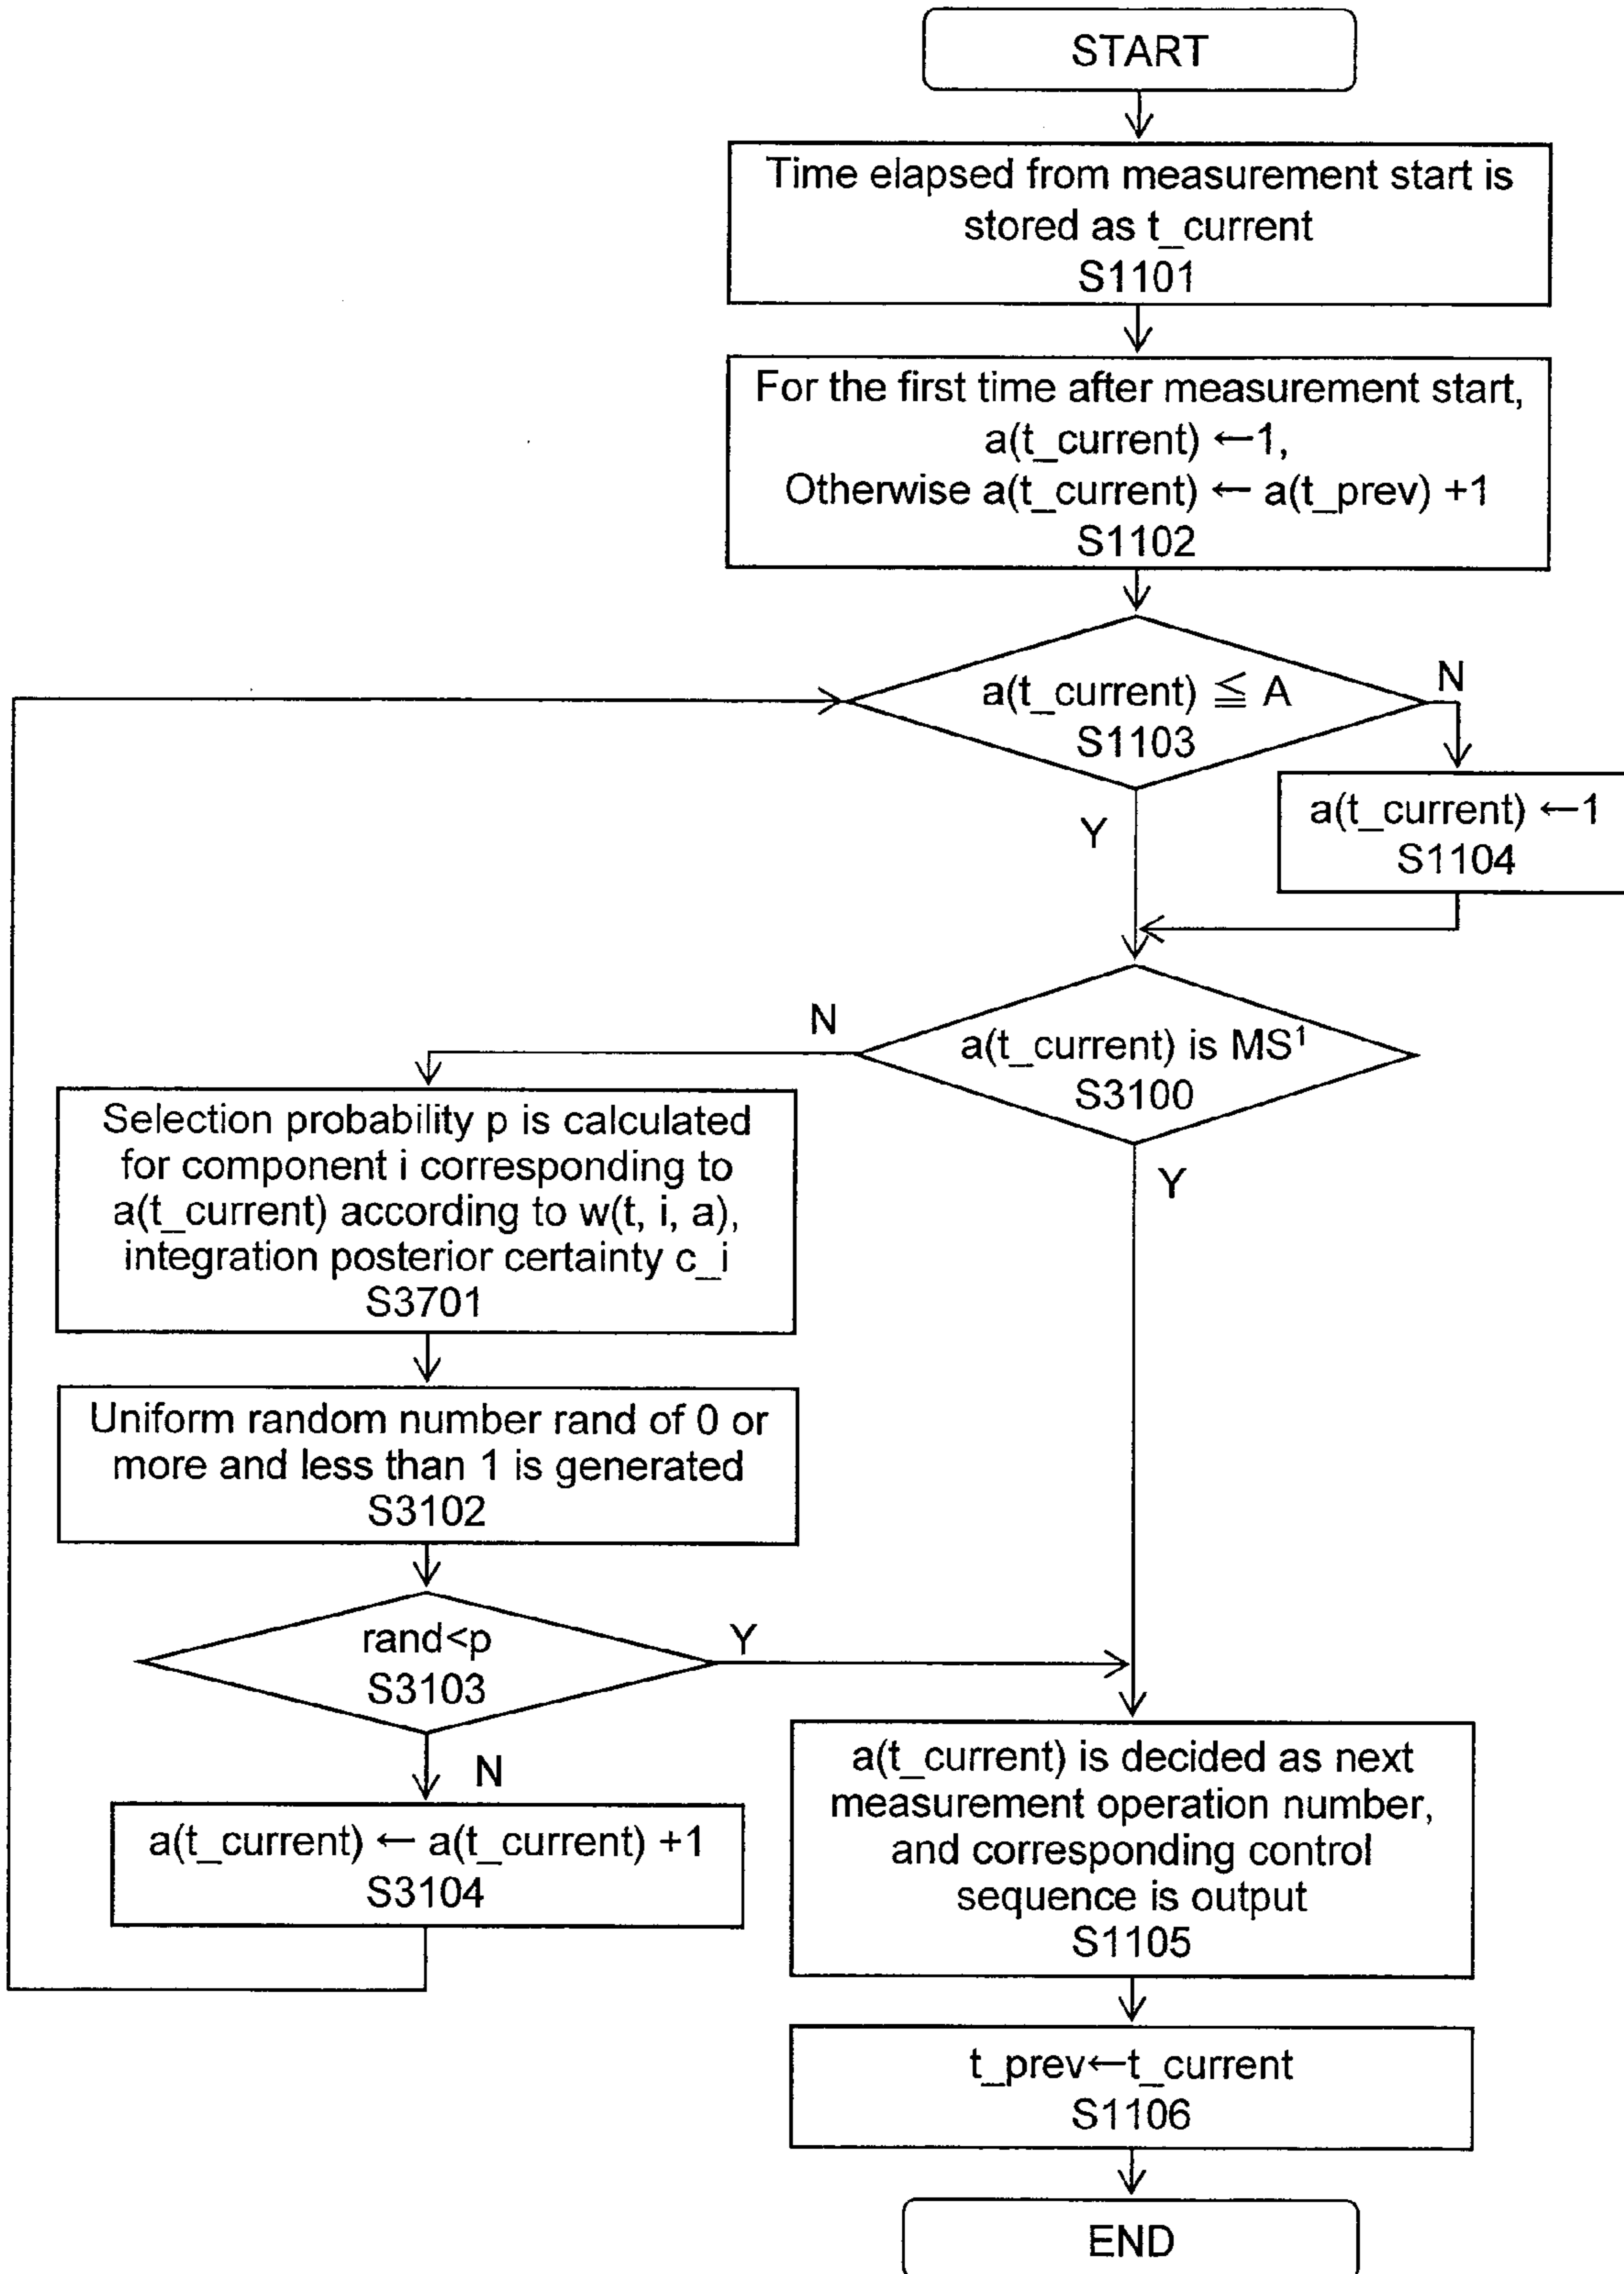 START
Time elapsed from measurement start is
stored as t_current
S1101
For the first time after measurement start,
a(t_current) ←1,
Otherwise a(t_current) ← a(t_prev) +1
S1102
a(t_current) ≦ A
S1103
N
Y
a(t_current) ←1
S1104
a(t_current) is MS¹
S3100
N
Y
Selection probability p is calculated
for component i corresponding to
a(t_current) according to w(t, i, a),
integration posterior certainty c_i
S3701
Uniform random number rand of 0 or
more and less than 1 is generated
S3102
rand<p
S3103
Y
N
a(t_current) ← a(t_current) +1
S3104
a(t_current) is decided as next
measurement operation number,
and corresponding control
sequence is output
S1105
t_prev←t_current
S1106
END